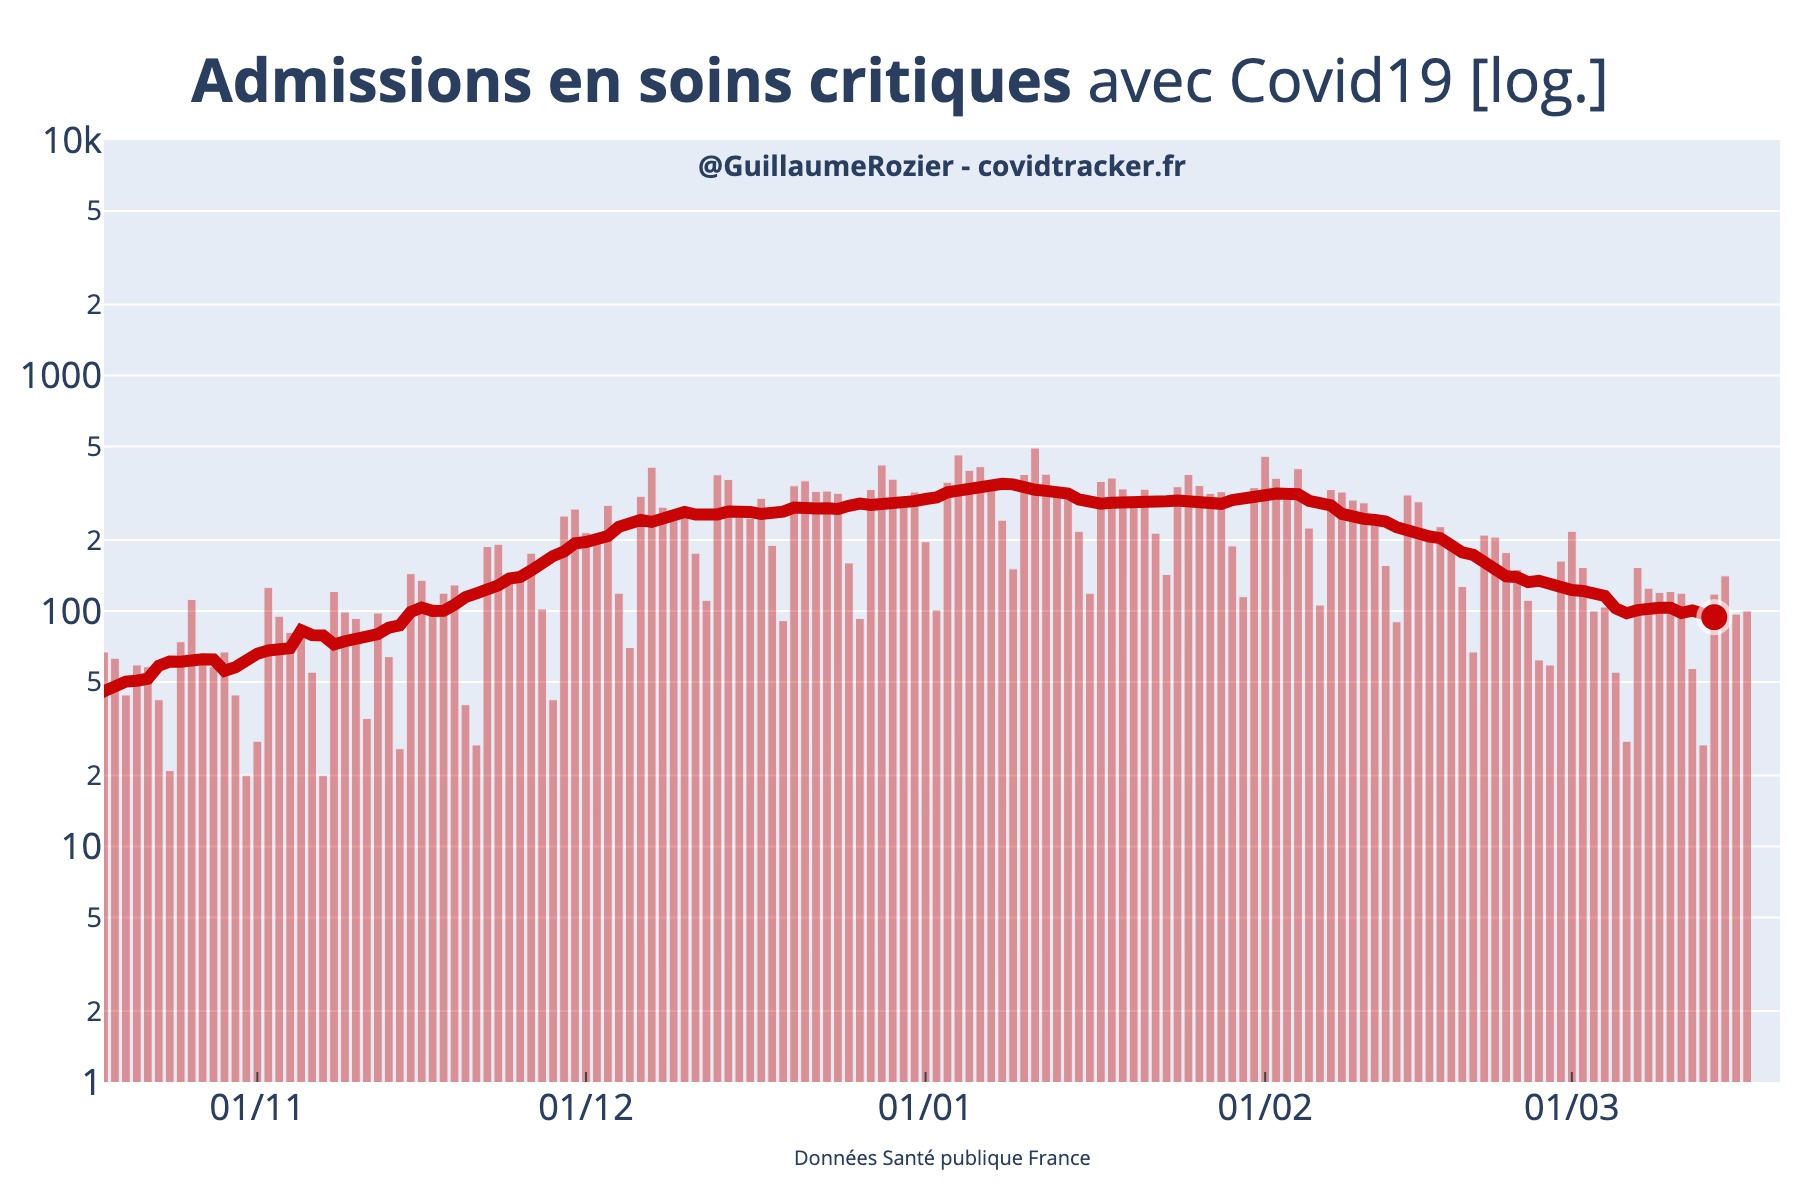 Admissions en soins critiques avec Covid19 [log.]
@GuillaumeRozier - covidtracker.fr
10k
5
2
1000
5
2
100
5
2
10
5
2
1
01/11 01/12 01/01 01/02 01/03
Données Santé publique France